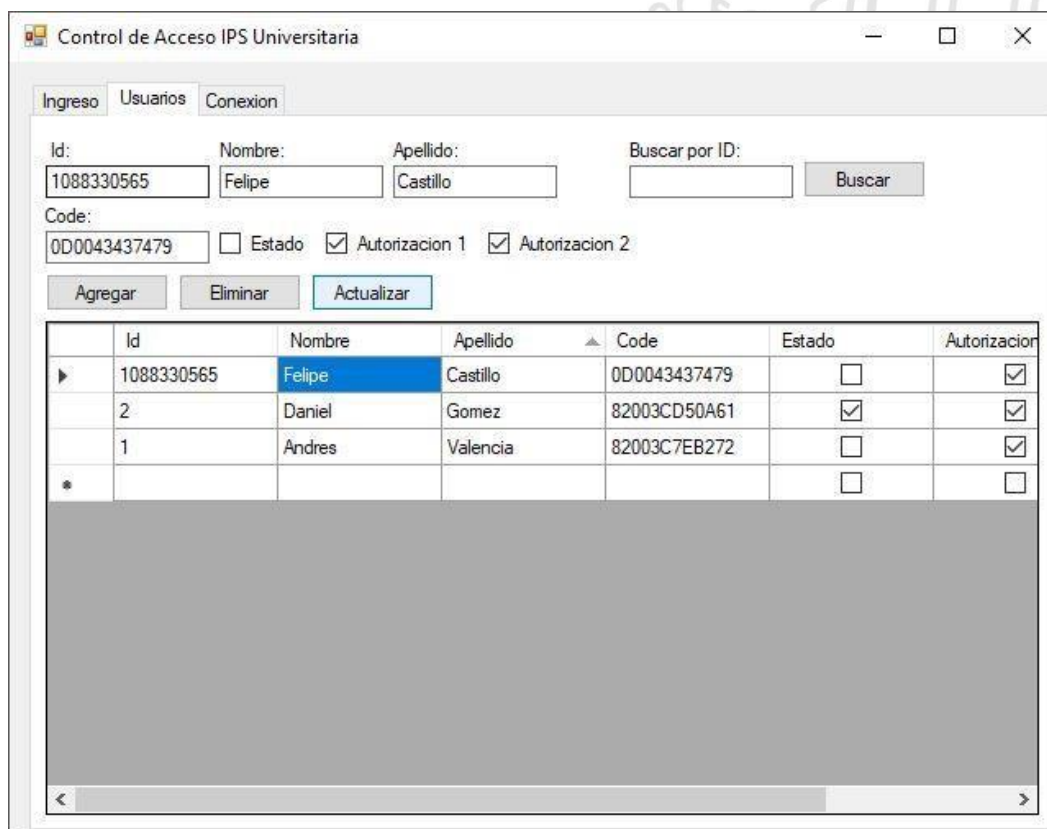 Control de Acceso IPS Universitaria
Ingreso Usuarios Conexion
Id: Nombre: Apellido: Buscar por ID:
1088330565 Felipe Castillo Buscar
Code:
0D0043437479 Estado Autorizacion 1 Autorizacion 2
Agregar Eliminar Actualizar
Id Nombre Apellido Code Estado Autorizacion
1088330565 Felipe Castillo 0D0043437479
2 Daniel Gomez 82003CD50A61
1 Andres Valencia 82003C7EB272